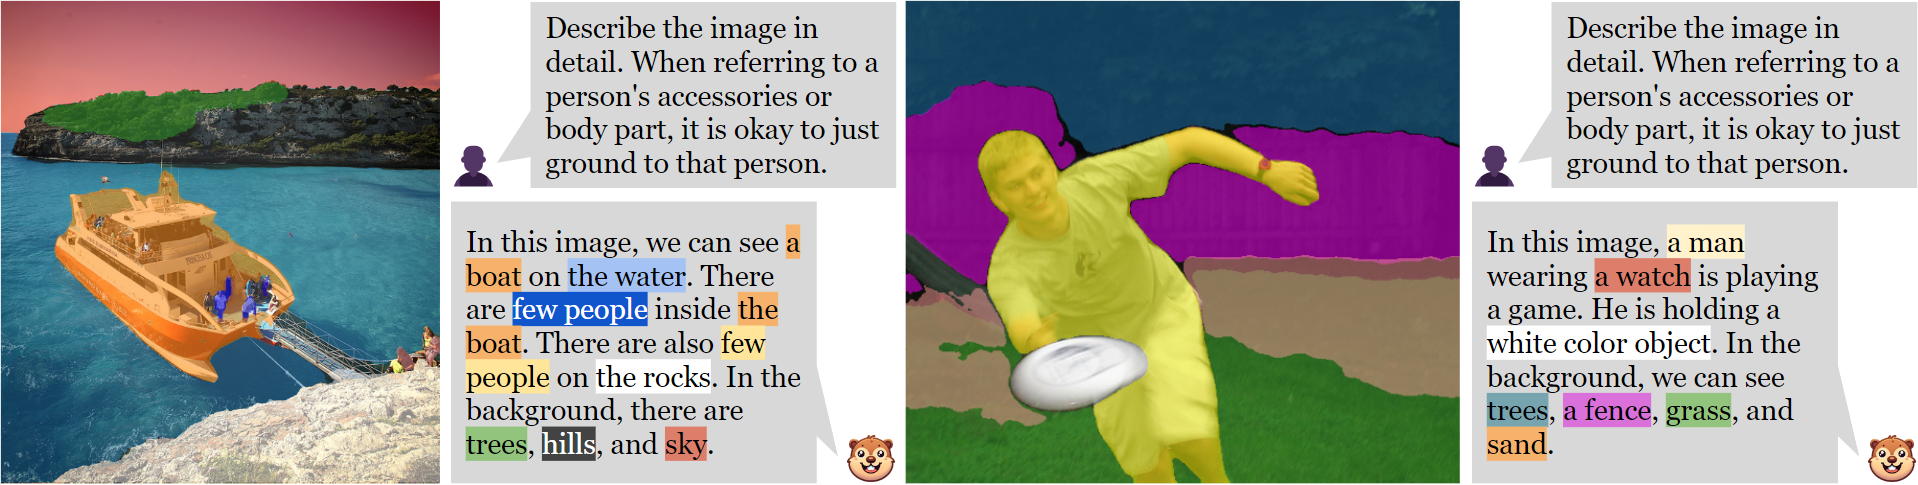 Describe the image in
detail. When referring to a
person's accessories or
body part, it is okay to just
ground to that person.
In this image, we can see a
boat on the water. There
are few people inside the
boat. There are also few
people on the rocks. In the
background, there are
trees, hills, and sky.
Describe the image in
detail. When referring to a
person's accessories or
body part, it is okay to just
ground to that person.
In this image, a man
wearing a watch is playing
a game. He is holding a
white color object. In the
background, we can see
trees, a fence, grass, and
sand.